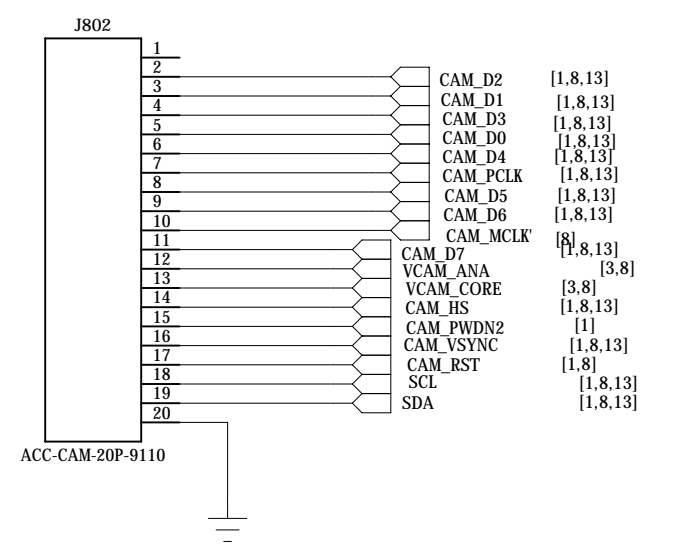 J802
1
2
CAM_D2 [1,8,13]
3
CAM_D1 [1,8,13]
4
CAM_D3 [1,8,13]
5
CAM_D0 [1,8,13]
6
CAM_D4 [1,8,13]
7
CAM_PCLK [1,8,13]
8
CAM_D5 [1,8,13]
9
CAM_D6 [1,8,13]
10
CAM_MCLK' [8]
11
CAM_D7 [1,8,13]
12
VCAM_ANA [3,8]
13
VCAM_CORE [3,8]
14
CAM_HS [1,8,13]
15
CAM_PWDN2 [1]
16
CAM_VSYNC [1,8,13]
17
CAM_RST [1,8]
18
SCL [1,8,13]
19
SDA [1,8,13]
20
ACC-CAM-20P-9110